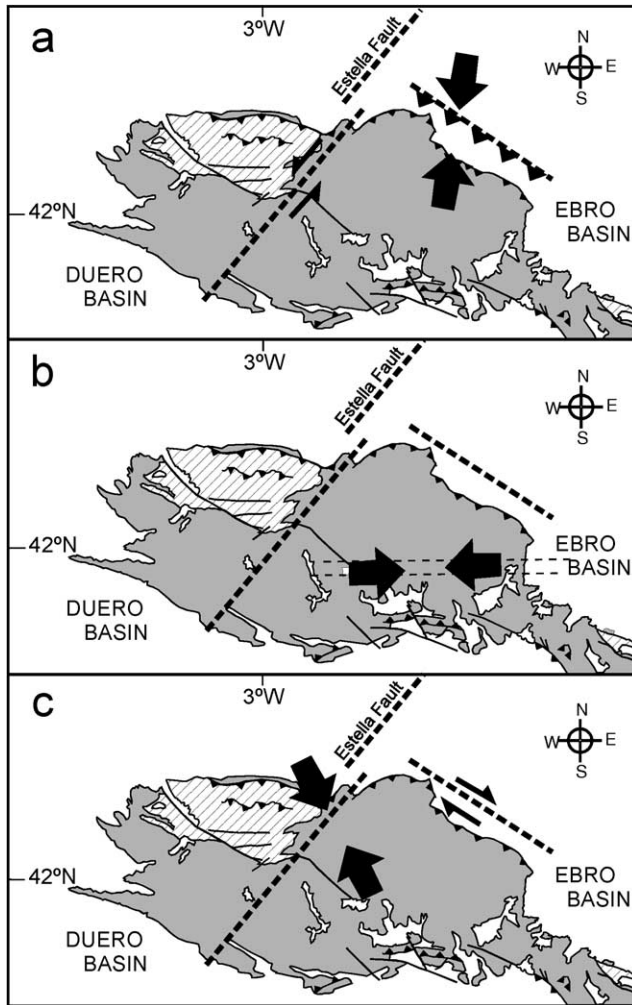 a
3ºW
Estella Fault
N
W E
S
42ºN
DUERO
BASIN
EBRO
BASIN
b
3ºW
Estella Fault
N
W E
S
42ºN
DUERO
BASIN
EBRO
BASIN
c
3ºW
Estella Fault
N
W E
S
42ºN
DUERO
BASIN
EBRO
BASIN